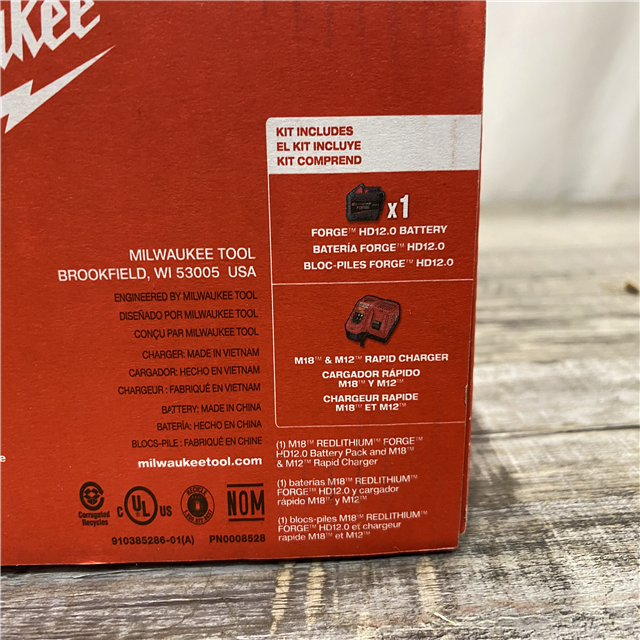 KIT INCLUDES
EL KIT INCLUYE
KIT COMPREND
x1
FORGE™ HD12.0 BATTERY
BATERÍA FORGE™ HD12.0
BLOC-PILES FORGE™ HD12.0
M18™ & M12™ RAPID CHARGER
CARGADOR RÁPIDO
M18™ Y M12™
CHARGEUR RAPIDE
M18™ ET M12™
(1) M18™ REDLITHIUM™ FORGE™
HD12.0 Battery Pack and M18™
& M12™ Rapid Charger
(1) baterías M18™ REDLITHIUM™
FORGE™ HD12.0 y cargador
rápido M18™ y M12™
(1) blocs-piles M18™ REDLITHIUM™
FORGE™ HD12.0 et chargeur
rapide M18™ et M12™
MILWAUKEE TOOL
BROOKFIELD, WI 53005 USA
ENGINEERED BY MILWAUKEE TOOL
DISEÑADO POR MILWAUKEE TOOL
CONÇU PAR MILWAUKEE TOOL
CHARGER: MADE IN VIETNAM
CARGADOR: HECHO EN VIETNAM
CHARGEUR : FABRIQUÉ EN VIETNAM
BATTERY: MADE IN CHINA
BATERÍA: HECHO EN CHINA
BLOCS-PILE : FABRIQUÉ EN CHINE
milwaukeetool.com
Corrugated
Recycles
C UL US
NOM
910385286-01(A) PN0008528